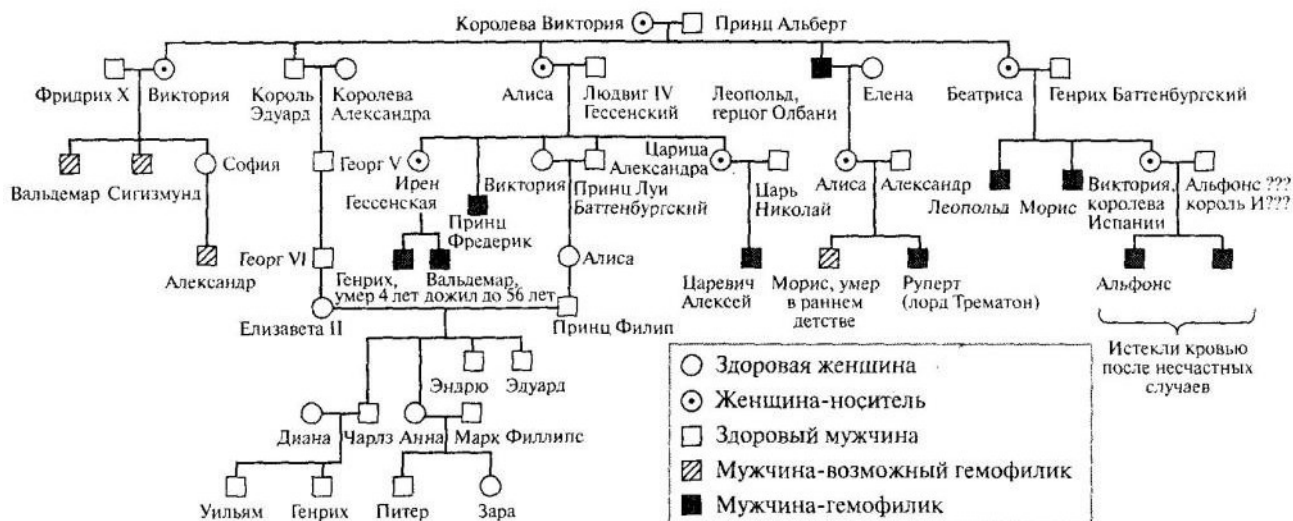 Королева Виктория
Принц Альберт
Фридрих X
Виктория
Король
Эдуард
Королева
Александра
Алиса
Людвиг IV
Гессенский
Леопольд,
герцог Олбани
Елена
Беатриса
Генрих Баттенбургский
Вальдемар
Сигизмунд
София
Георг V
Ирен
Гессенская
Принц
Фредерик
Виктория
Принц Луи
Баттенбургский
Царица
Александра
Царь
Николай
Алиса
Александр
Леопольд
Морис
Виктория,
королева
Испании
Альфонс ???
король И???
Александр
Георг VI
Генрих,
умер 4 лет
Вальдемар,
дожил до 56 лет
Алиса
Царевич
Алексей
Морис, умер
в раннем
детстве
Руперт
(лорд Трематон)
Альфонс
Елизавета II
Принц Филип
Истекли кровью
после несчастных
случаев
Эндрю
Эдуард
Диана
Чарлз
Анна
Марк Филлипс
Уильям
Генрих
Питер
Зара
Здоровая женщина
Женщина-носитель
Здоровый мужчина
Мужчина-возможный гемофилик
Мужчина-гемофилик